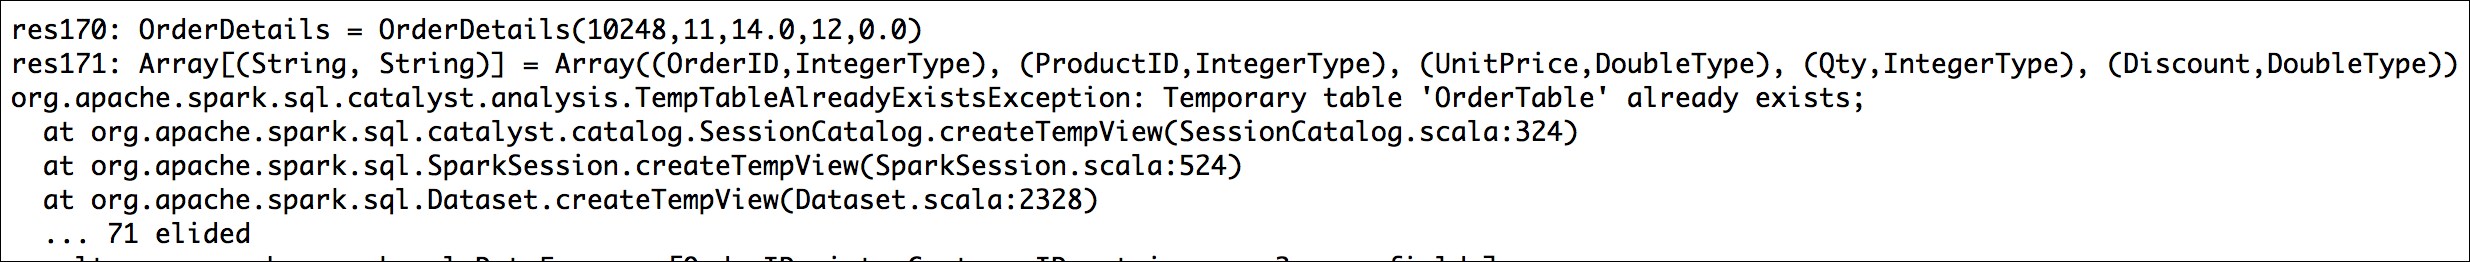 res170: OrderDetails = OrderDetails(10248,11,14.0,12,0.0)
res171: Array[(String, String)] = Array((OrderID,IntegerType), (ProductID,IntegerType), (UnitPrice,DoubleType), (Qty,IntegerType), (Discount,DoubleType))
org.apache.spark.sql.catalyst.analysis.TempTableAlreadyExistsException: Temporary table 'OrderTable' already exists;
  at org.apache.spark.sql.catalyst.catalog.SessionCatalog.createTempView(SessionCatalog.scala:324)
  at org.apache.spark.sql.SparkSession.createTempView(SparkSession.scala:524)
  at org.apache.spark.sql.Dataset.createTempView(Dataset.scala:2328)
  ... 71 elided